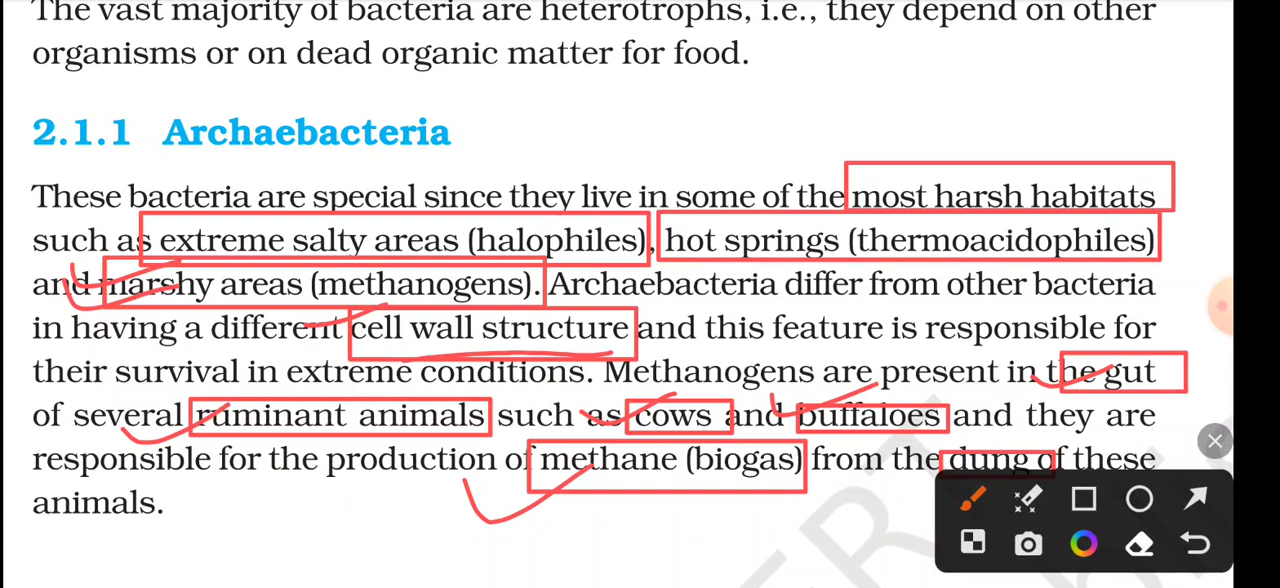 The vast majority of bacteria are heterotrophs, i.e., they depend on other
organisms or on dead organic matter for food.
2.1.1 Archaebacteria
These bacteria are special since they live in some of the most harsh habitats
such as extreme salty areas (halophiles), hot springs (thermoacidophiles)
and marshy areas (methanogens). Archaebacteria differ from other bacteria
in having a different cell wall structure and this feature is responsible for
their survival in extreme conditions. Methanogens are present in the gut
of several ruminant animals such as cows and buffaloes and they are
responsible for the production of methane (biogas) from the dung of these
animals.